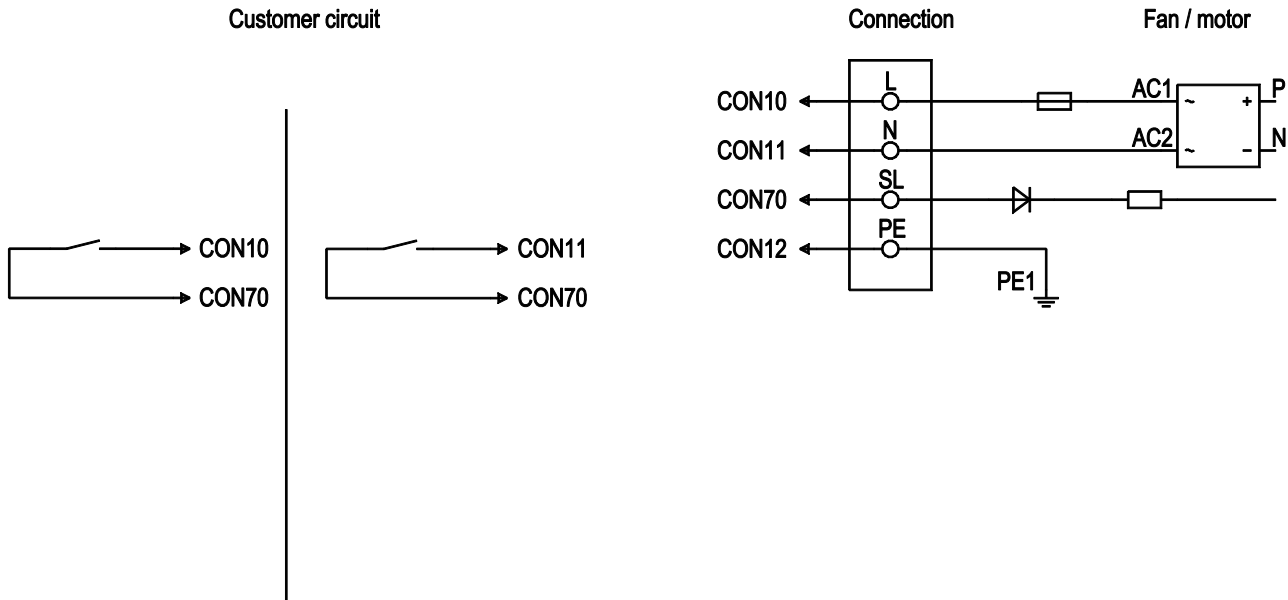 Customer circuit
Connection
Fan / motor
CON10
L
AC1
~
+
P
CON11
N
AC2
~
–
N
CON70
SL
CON12
PE
PE1
CON10
CON70
CON11
CON70